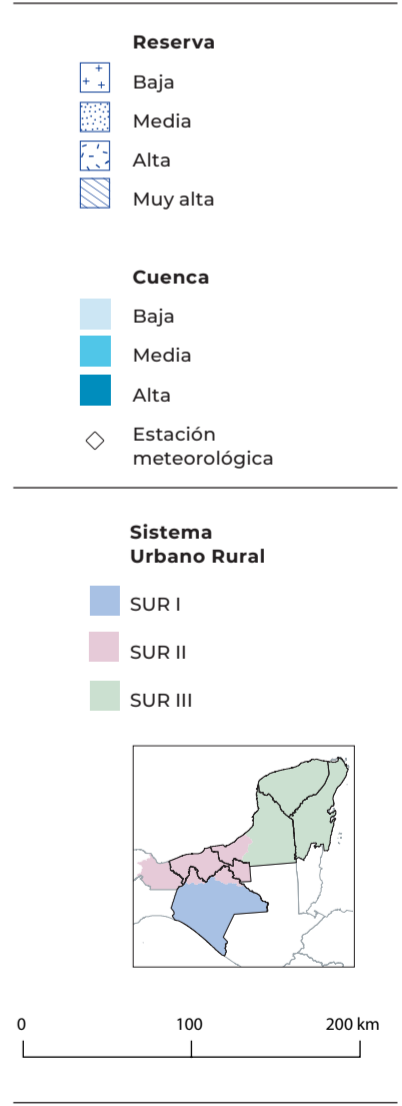 Reserva
Baja
Media
Alta
Muy alta
Cuenca
Baja
Media
Alta
Estación
meteorológica
Sistema
Urbano Rural
SUR I
SUR II
SUR III
0 100 200 km